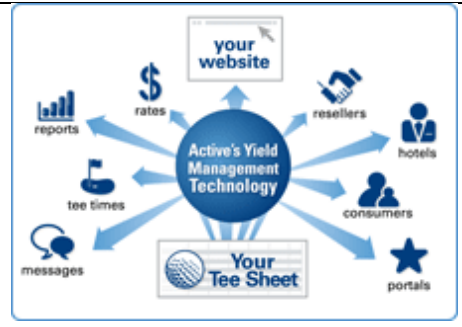 your
website
rates
resellers
reports
hotels
Active's Yield
Management
Technology
tee times
consumers
messages
Your
Tee Sheet
portals